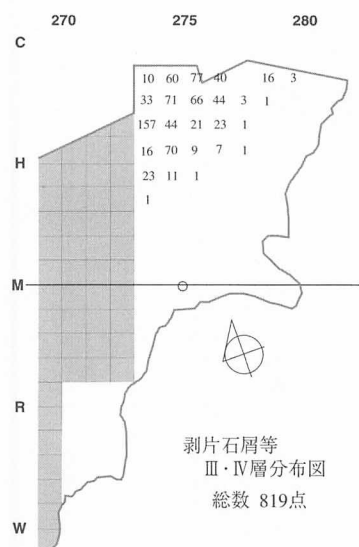 270 275 280
C
10 60 77 40 16 3
33 71 66 44 3 1
157 44 21 23 1
H
16 70 9 7 1
23 11 1
1
M
R
剥片石屑等
Ⅲ・Ⅳ層分布図
総数 819点
W